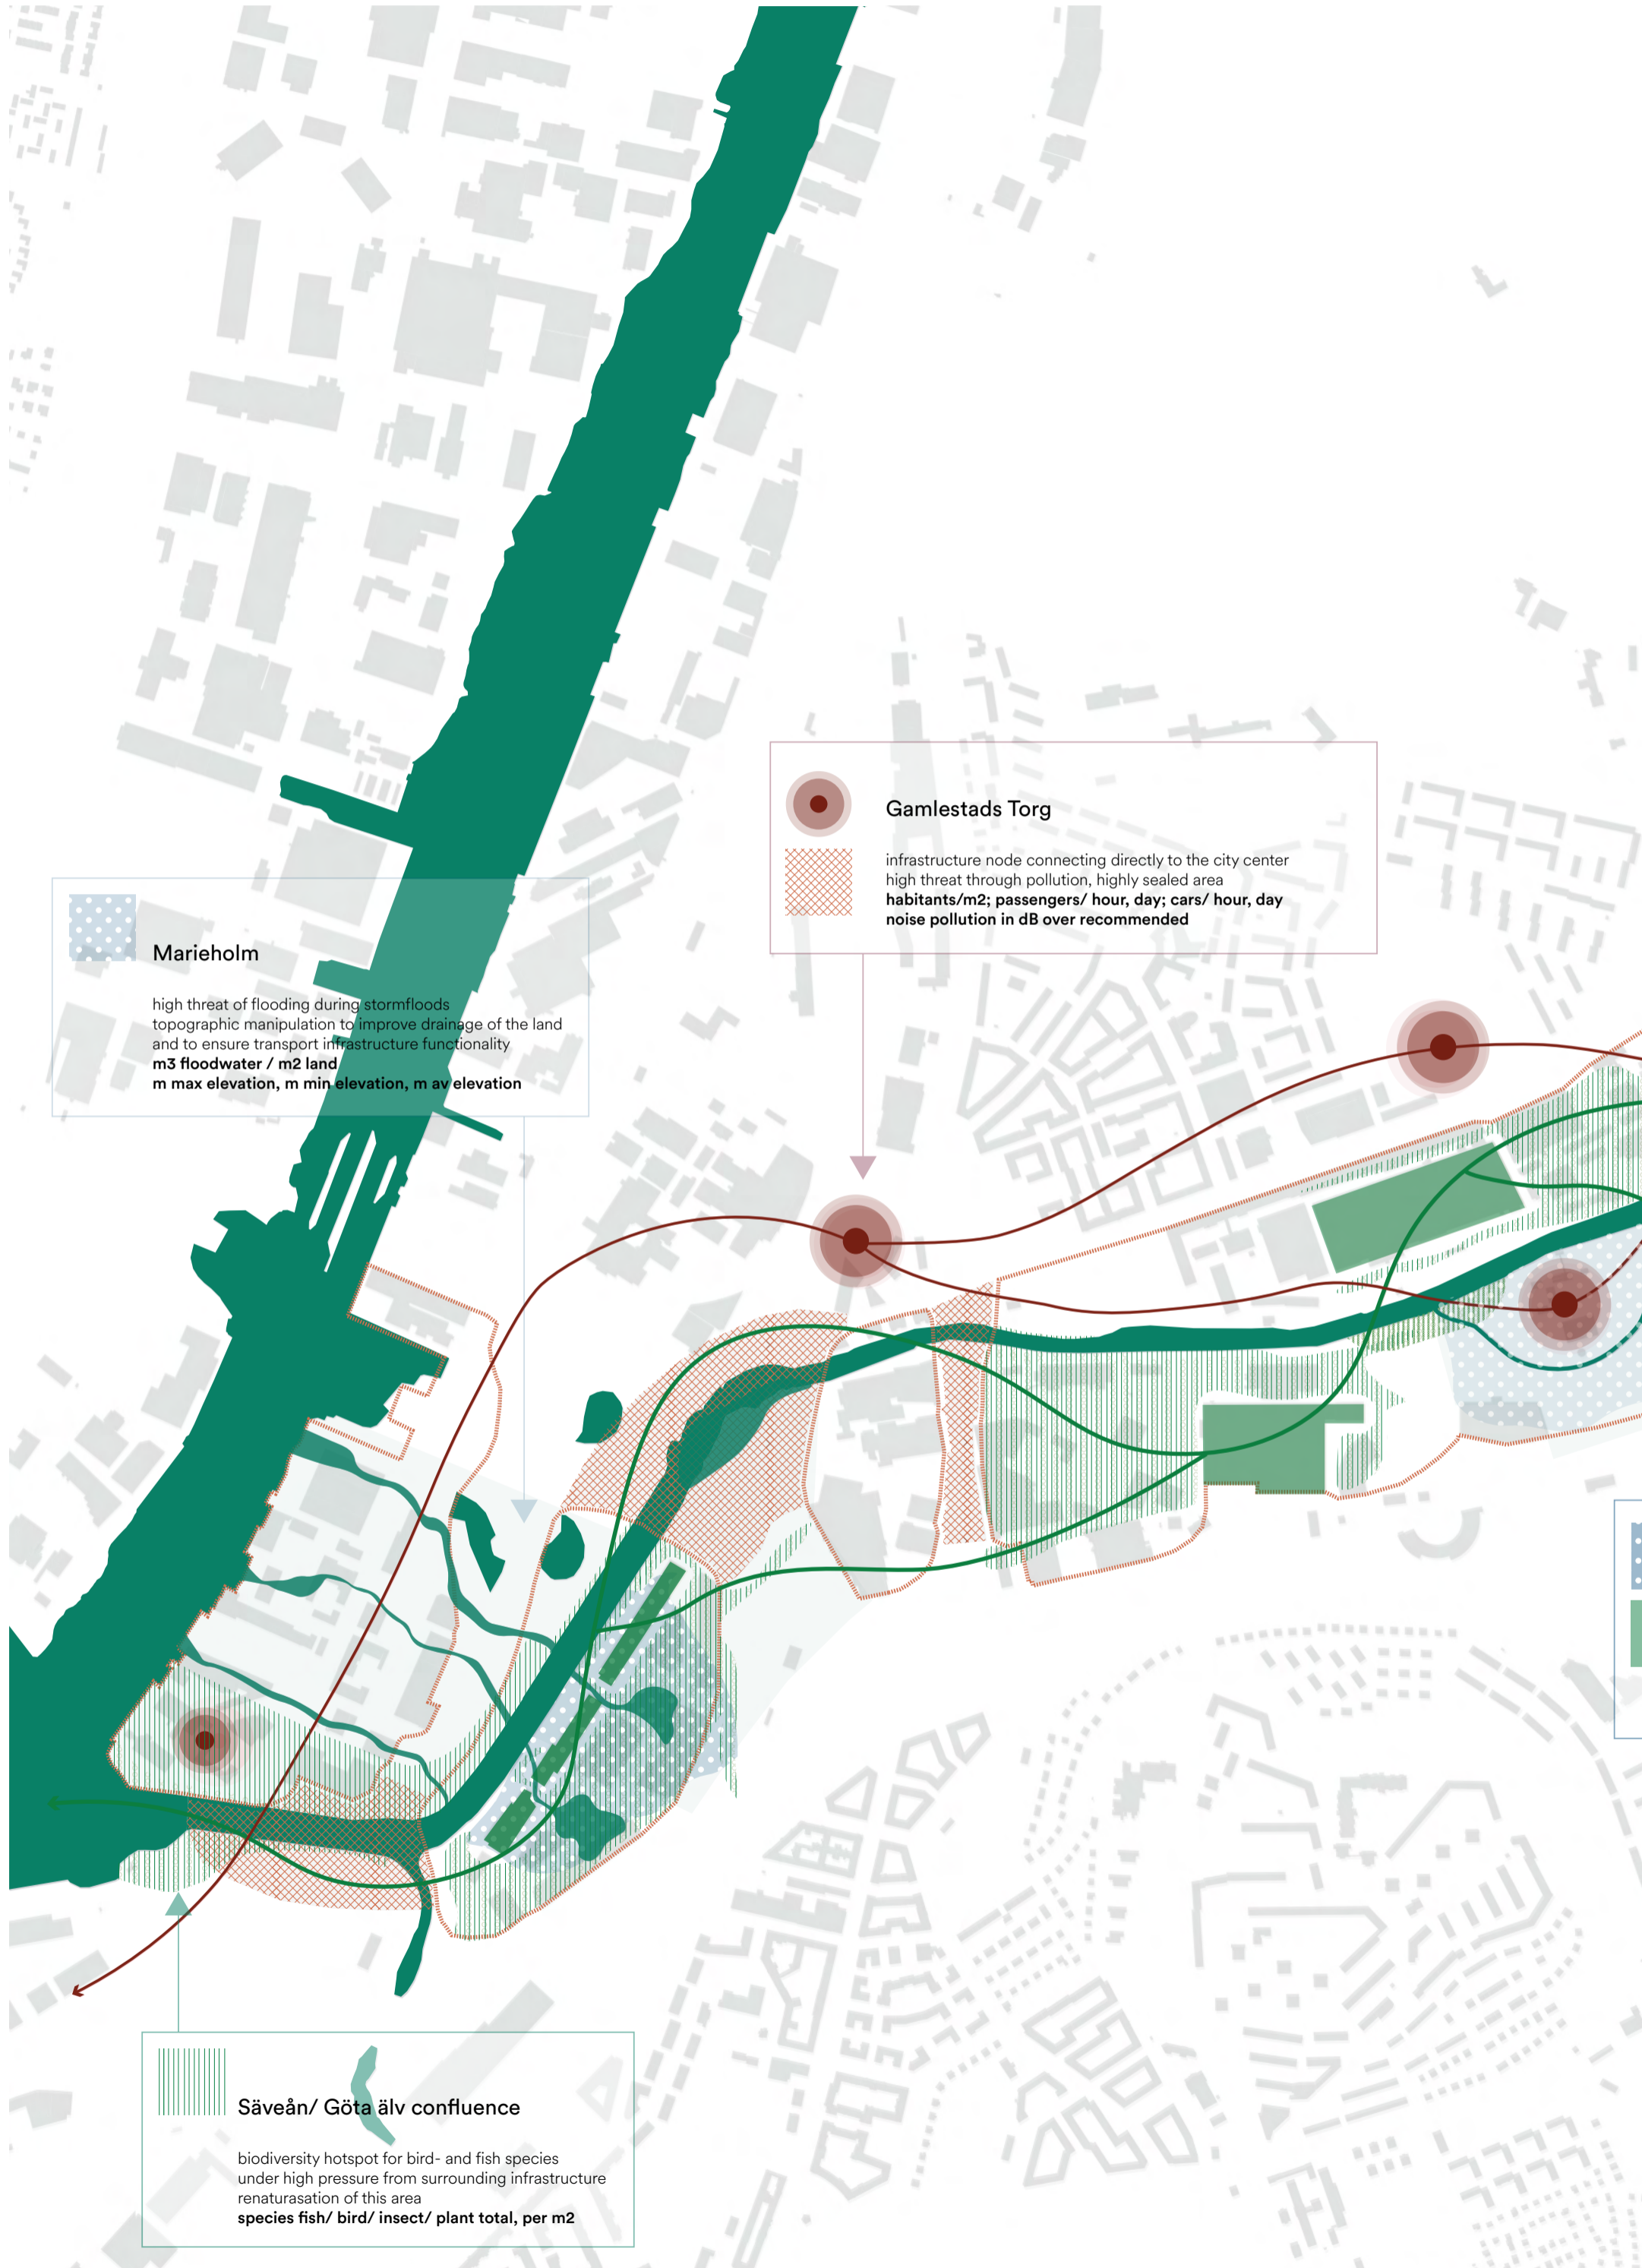 Gamlestads Torg
infrastructure node connecting directly to the city center
high threat through pollution, highly sealed area
habitants/m2; passengers/ hour, day; cars/ hour, day
noise pollution in dB over recommended
Marieholm
high threat of flooding during stormfloods
topographic manipulation to improve drainage of the land
and to ensure transport infrastructure functionality
m3 floodwater / m2 land
m max elevation, m min elevation, m av elevation
Säveån/ Göta älv confluence
biodiversity hotspot for bird- and fish species
under high pressure from surrounding infrastructure
renaturasation of this area
species fish/ bird/ insect/ plant total, per m2